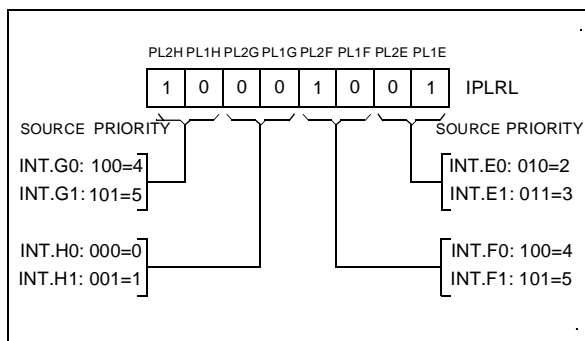 PL2H PL1H PL2G PL1G PL2F PL1F PL2E PL1E
1 0 0 0 1 0 0 1 IPLRL
SOURCE PRIORITY SOURCE PRIORITY
INT.G0: 100=4 INT.E0: 010=2
INT.G1: 101=5 INT.E1: 011=3
INT.H0: 000=0 INT.F0: 100=4
INT.H1: 001=1 INT.F1: 101=5